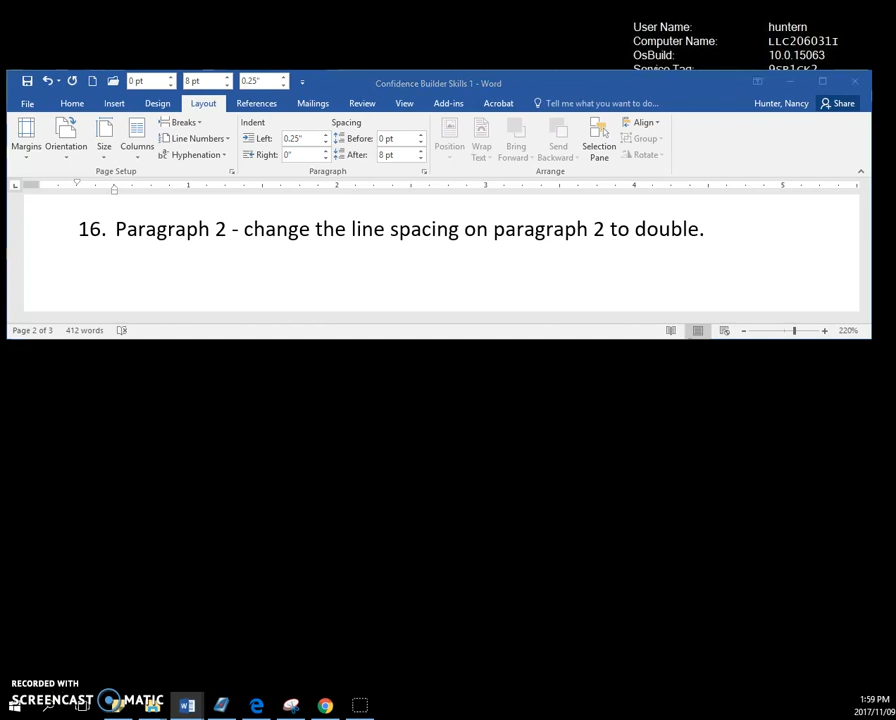 User Name: huntern
Computer Name: LLC206031I
OsBuild: 10.0.15063
0 pt 8 pt 0.25" Confidence Builder Skills 1 - Word
File Home Insert Design Layout References Mailings Review View Add-ins Acrobat Tell me what you want to do... Hunter, Nancy Share
Indent Spacing
Breaks Left: 0.25" Before: 0 pt Align
Line Numbers Right: 0" After: 8 pt Group
Hyphenation Rotate
Margins Orientation Size Columns Position Wrap Text Bring Forward Send Backward Selection Pane
Page Setup Paragraph Arrange
1 2 3 4 5
16. Paragraph 2 - change the line spacing on paragraph 2 to double.
Page 2 of 3 412 words 220%
RECORDED WITH
SCREENCAST MATIC
1:59 PM
2017/11/09